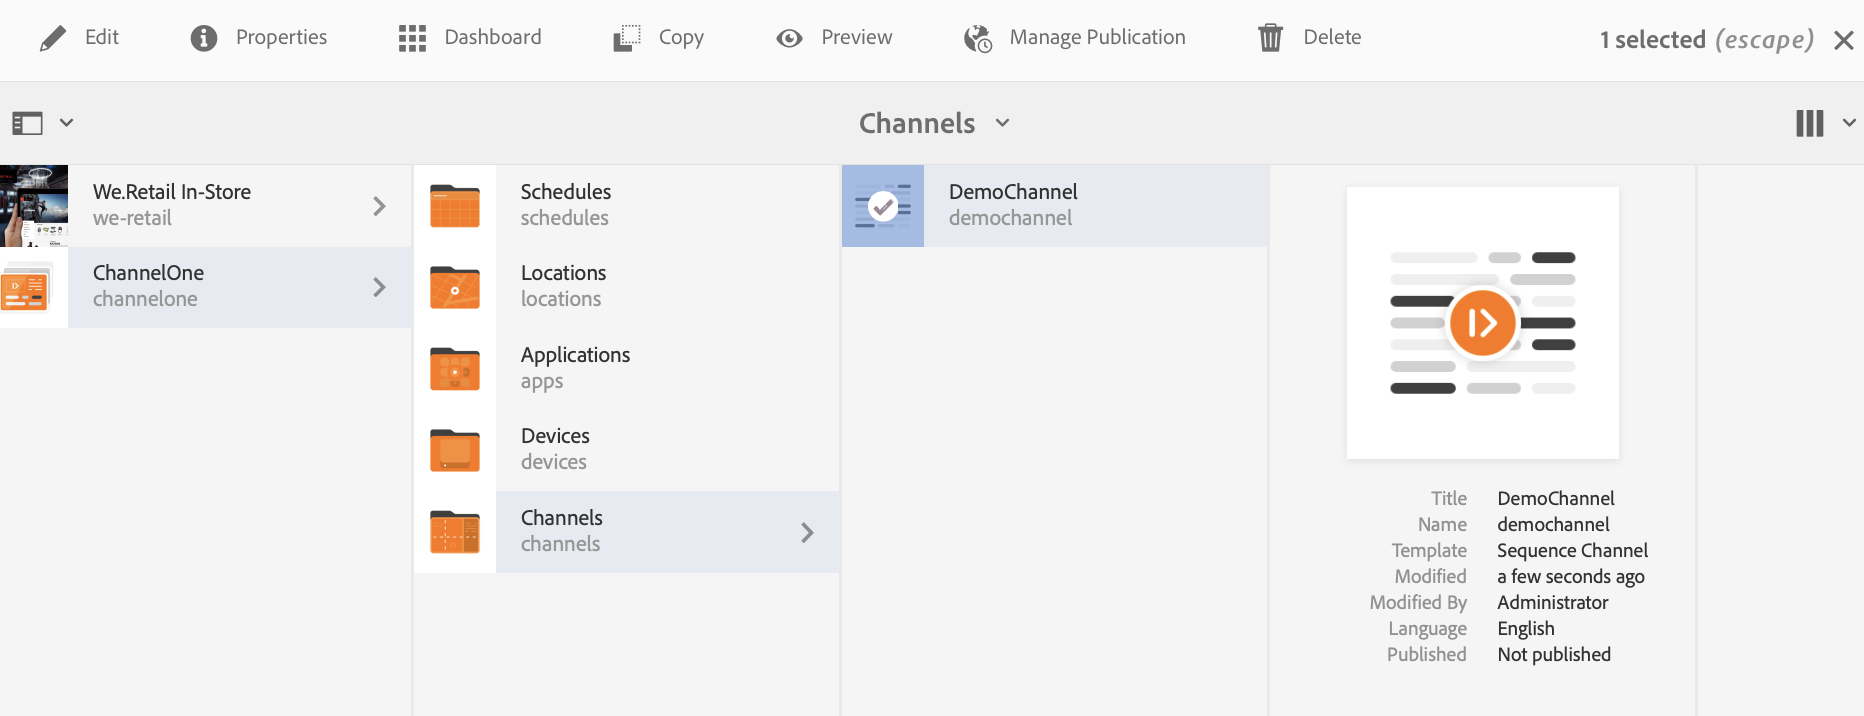 Edit
Properties
Dashboard
Copy
Preview
Manage Publication
Delete
1 selected (escape)
Channels
We.Retail In-Store
we-retail
ChannelOne
channelone
Schedules
schedules
Locations
locations
Applications
apps
Devices
devices
Channels
channels
DemoChannel
demochannel
Title DemoChannel
Name demochannel
Template Sequence Channel
Modified a few seconds ago
Modified By Administrator
Language English
Published Not published